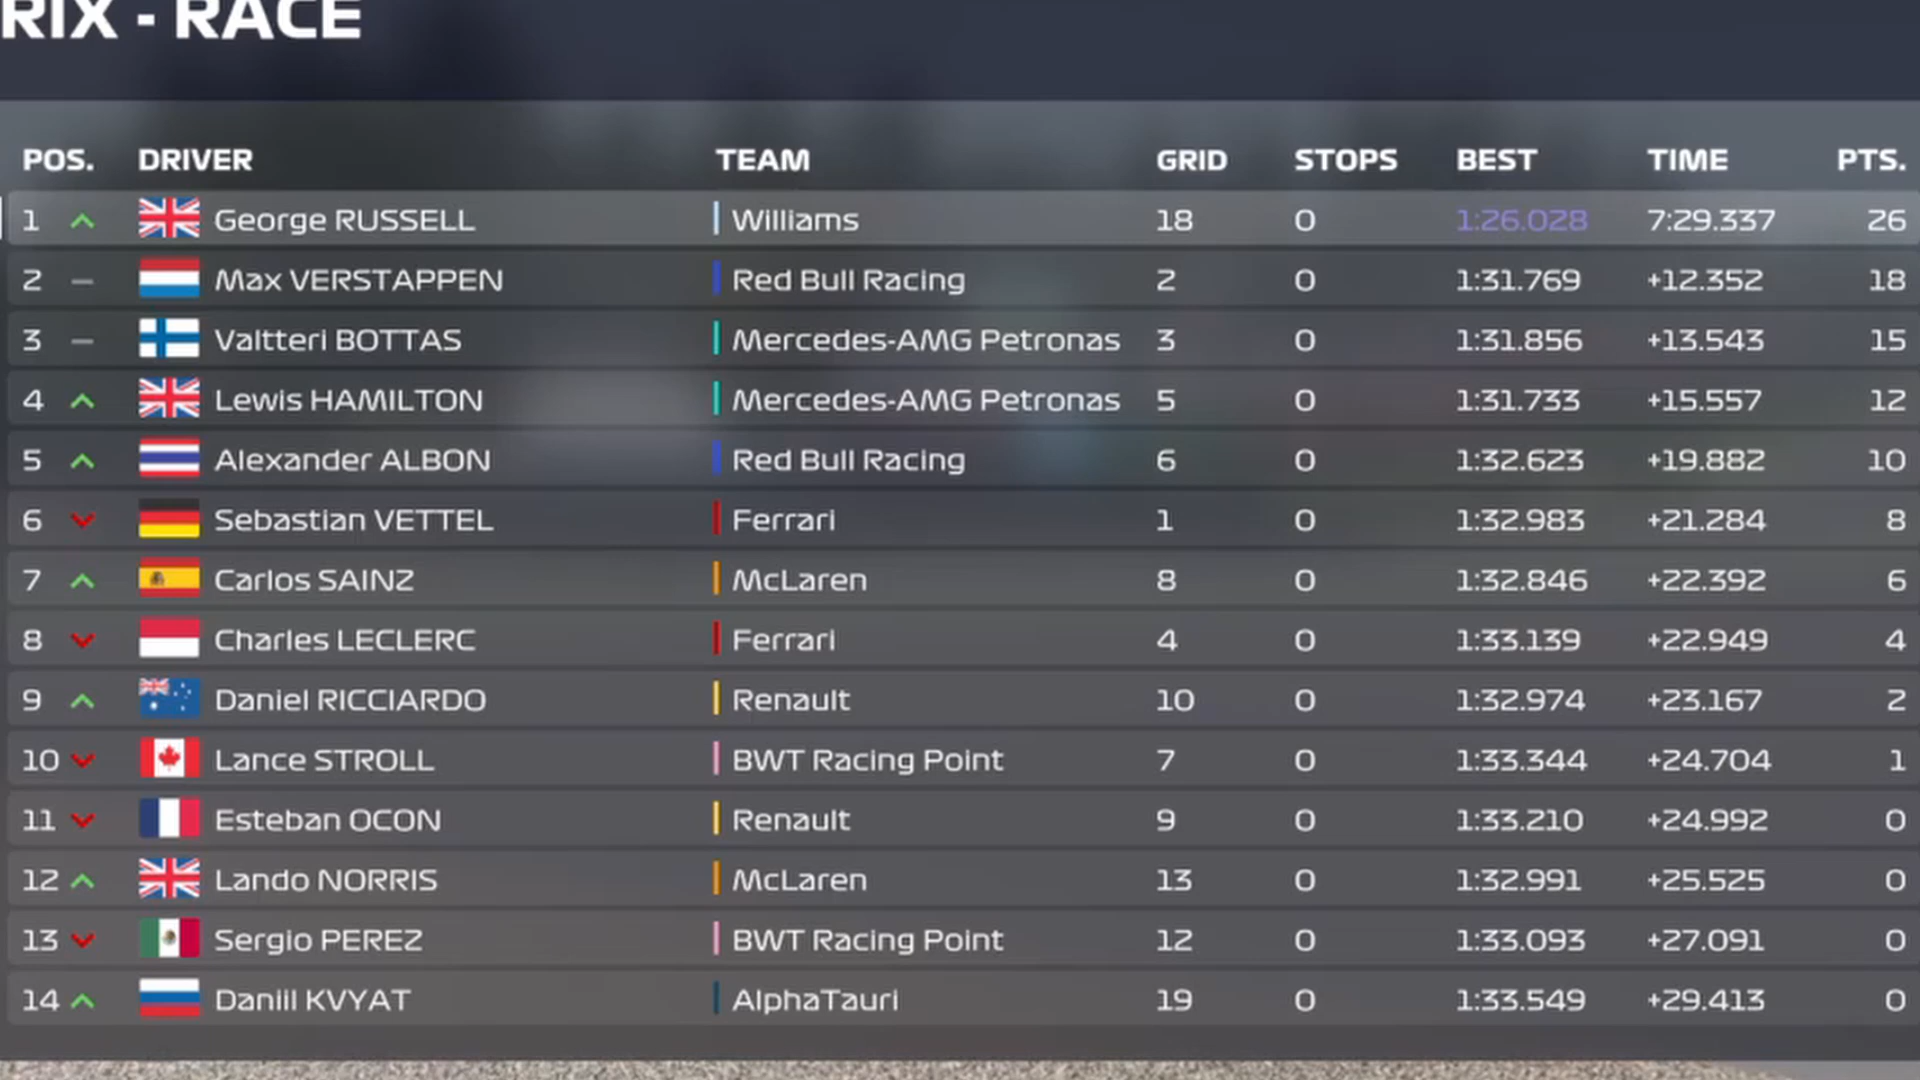 RIX - RACE
POS. DRIVER TEAM GRID STOPS BEST TIME PTS.
1 George RUSSELL Williams 18 0 1:26.028 7:29.337 26
2 Max VERSTAPPEN Red Bull Racing 2 0 1:31.769 +12.352 18
3 Valtteri BOTTAS Mercedes-AMG Petronas 3 0 1:31.856 +13.543 15
4 Lewis HAMILTON Mercedes-AMG Petronas 5 0 1:31.733 +15.557 12
5 Alexander ALBON Red Bull Racing 6 0 1:32.623 +19.882 10
6 Sebastian VETTEL Ferrari 1 0 1:32.983 +21.284 8
7 Carlos SAINZ McLaren 8 0 1:32.846 +22.392 6
8 Charles LECLERC Ferrari 4 0 1:33.139 +22.949 4
9 Daniel RICCIARDO Renault 10 0 1:32.974 +23.167 2
10 Lance STROLL BWT Racing Point 7 0 1:33.344 +24.704 1
11 Esteban OCON Renault 9 0 1:33.210 +24.992 0
12 Lando NORRIS McLaren 13 0 1:32.991 +25.525 0
13 Sergio PEREZ BWT Racing Point 12 0 1:33.093 +27.091 0
14 Daniil KVYAT AlphaTauri 19 0 1:33.549 +29.413 0